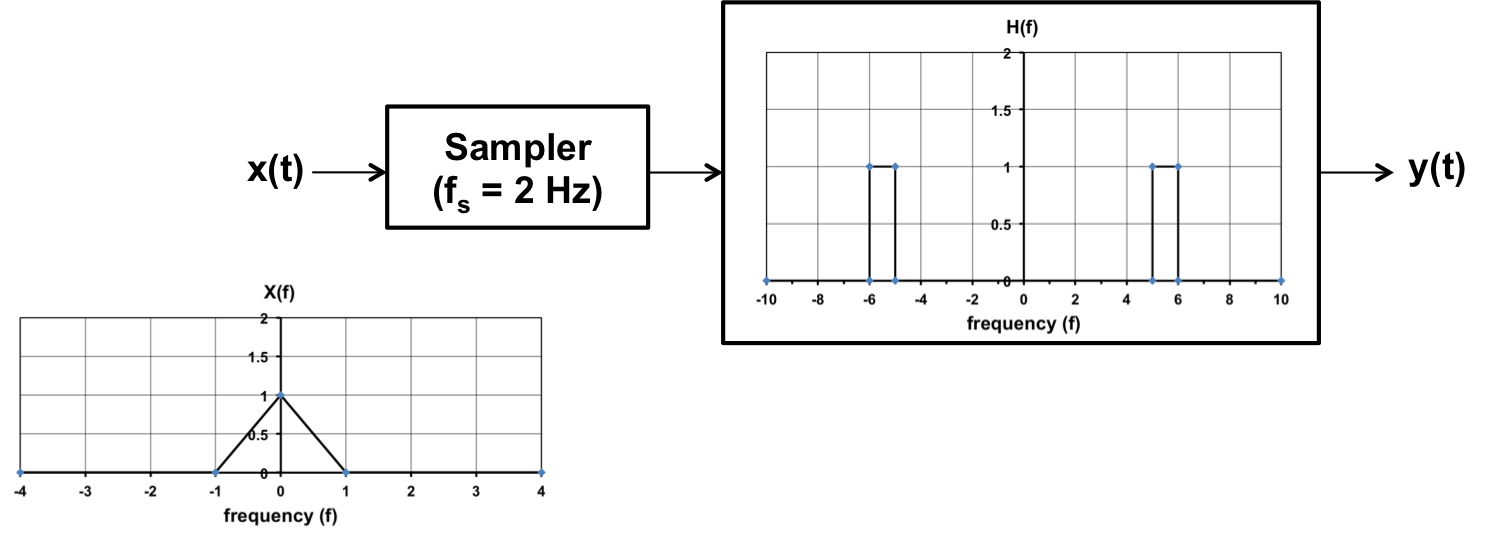 H(f)
2
1.5
1
0.5
0
-10 -8 -6 -4 -2 0 2 4 6 8 10
frequency (f)
x(t)
Sampler
(fs = 2 Hz)
y(t)
X(f)
2
1.5
1
0.5
0
-4 -3 -2 -1 0 1 2 3 4
frequency (f)